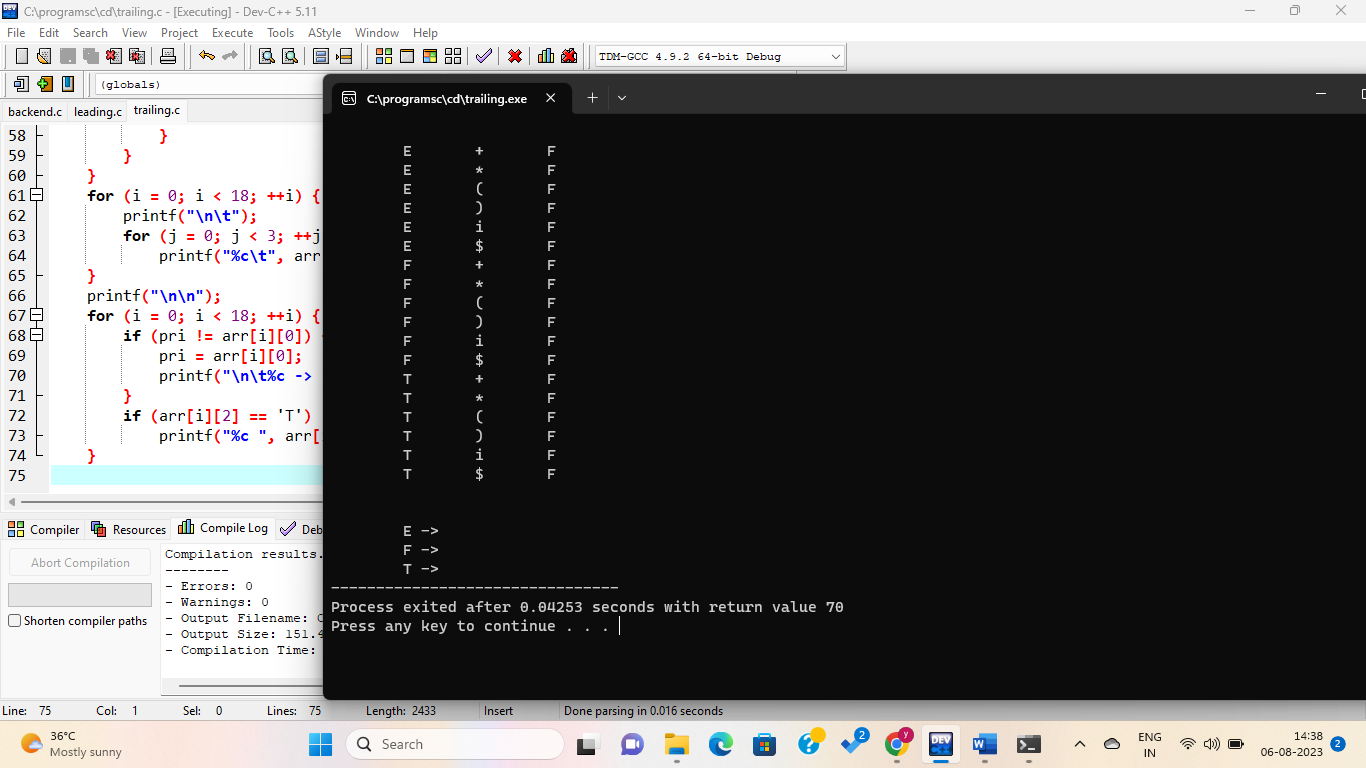 C:\programsc\cd\trailing.c - [Executing] - Dev-C++ 5.11
File Edit Search View Project Execute Tools AStyle Window Help
TDM-GCC 4.9.2 64-bit Debug
(globals)
backend.c leading.c trailing.c
58 }
59 }
60 }
61 for (i = 0; i < 18; ++i) {
62 printf("\n\t");
63 for (j = 0; j < 3; ++j
64 printf("%c\t", arr
65 }
66 printf("\n\n");
67 for (i = 0; i < 18; ++i) {
68 if (pri != arr[i][0])
69 pri = arr[i][0];
70 printf("\n\t%c ->
71 }
72 if (arr[i][2] == 'T')
73 printf("%c ", arr[
74 }
75
C:\programsc\cd\trailing.exe
E + F
E * F
E ( F
E ) F
E i F
E $ F
F + F
F * F
F ( F
F ) F
F i F
F $ F
T + F
T * F
T ( F
T ) F
T i F
T $ F
E ->
F ->
T ->
--------------------------------
Process exited after 0.04253 seconds with return value 70
Press any key to continue . . .
Compiler Resources Compile Log Deb
Abort Compilation
Shorten compiler paths
Compilation results.
--------
- Errors: 0
- Warnings: 0
- Output Filename: C
- Output Size: 151.4
- Compilation Time:
Line: 75 Col: 1 Sel: 0 Lines: 75 Length: 2433 Insert Done parsing in 0.016 seconds
36°C
Mostly sunny
Search
DEV
2
y
ENG
IN
14:38
06-08-2023
2